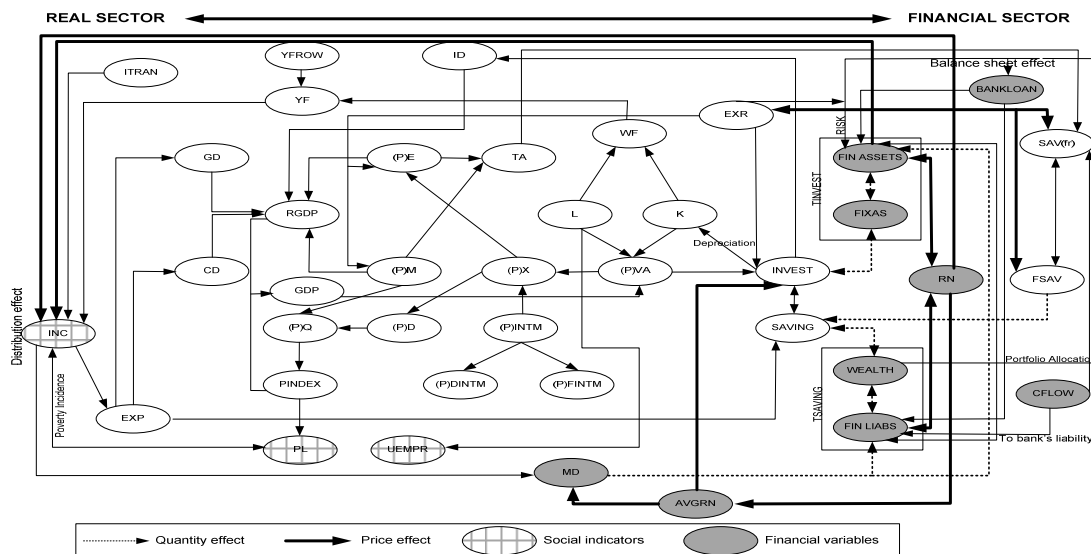 REAL SECTOR
FINANCIAL SECTOR
YFROW
ID
Balance sheet effect
ITRAN
BANKLOAN
YF
EXR
RISK
WF
SAV(fr)
GD
(P)E
TA
FIN ASSETS
TINVEST
RGDP
L
K
FIXAS
Depreciation
CD
(P)M
(P)X
(P)VA
INVEST
RN
FSAV
GDP
Distribution effect
INC
(P)Q
(P)D
(P)INTM
SAVING
Portfolio Allocatio
WEALTH
PINDEX
(P)DINTM
(P)FINTM
CFLOW
TSAVING
Poverty Incidence
EXP
FIN LIABS
To bank's liability
PL
UEMPR
MD
AVGRN
Quantity effect
Price effect
Social indicators
Financial variables